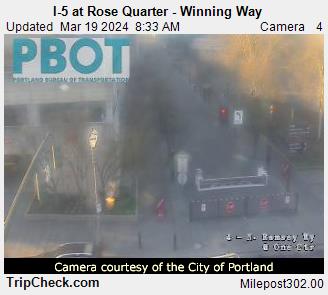 I-5 at Rose Quarter - Winning Way
Updated Mar 19 2024 8:33 AM Camera 4
PBOT
PORTLAND BUREAU OF TRANSPORTATION
Camera courtesy of the City of Portland
TripCheck.com Milepost302.00